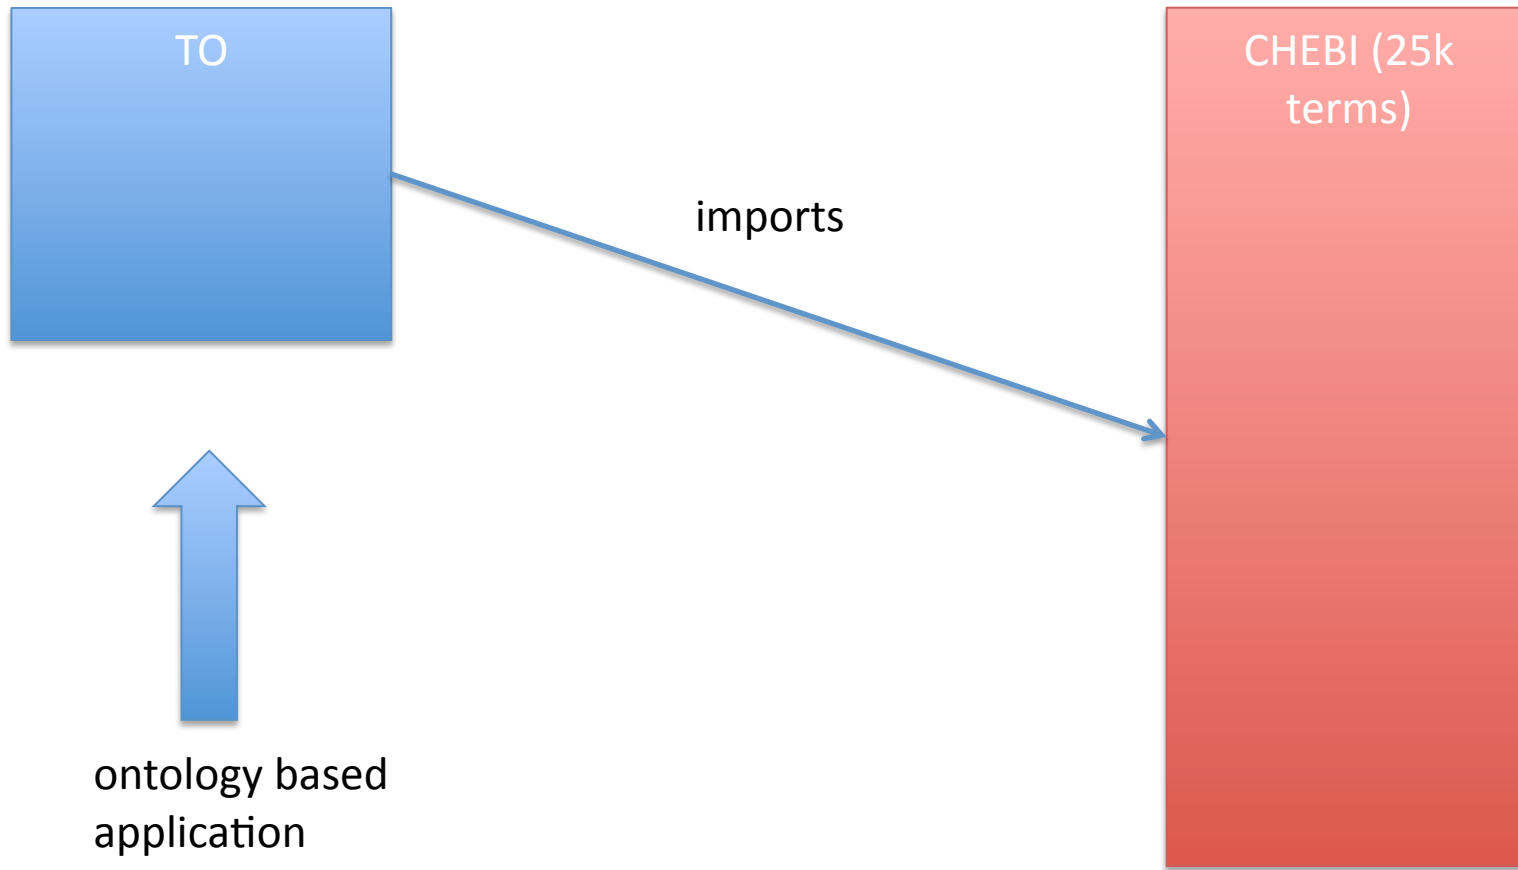 TO
CHEBI (25k
terms)
imports
ontology based
application